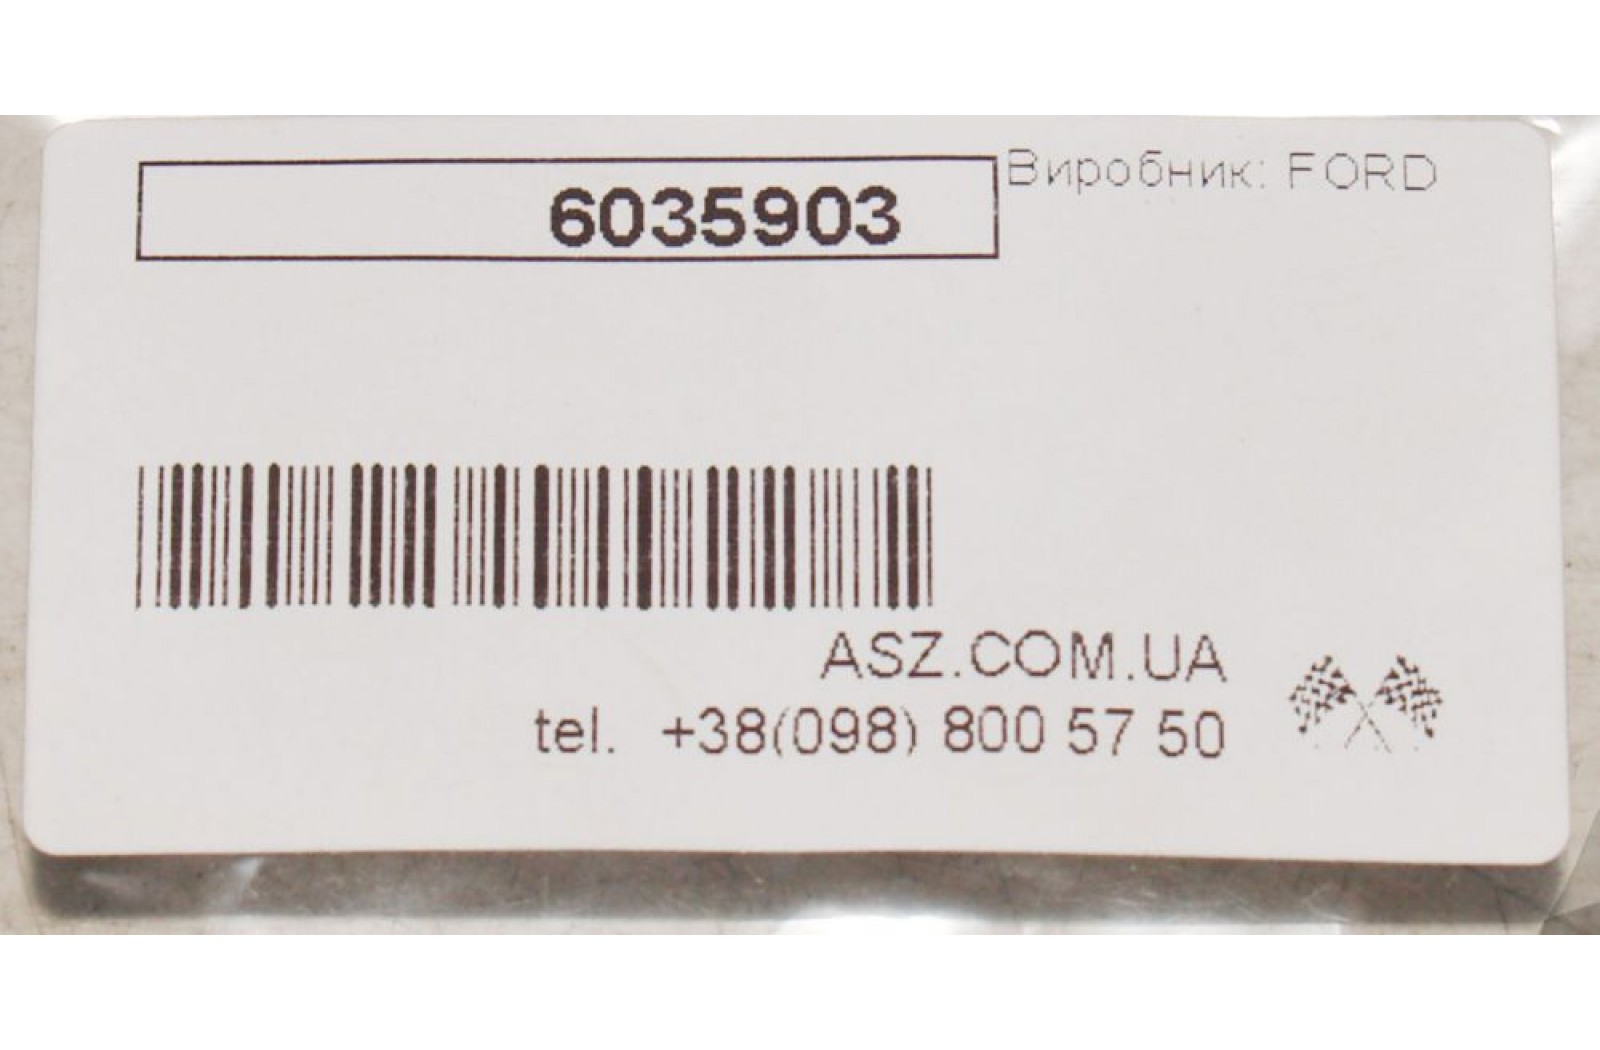 6035903
Виробник: FORD
ASZ.COM.UA
tel. +38(098) 800 57 50